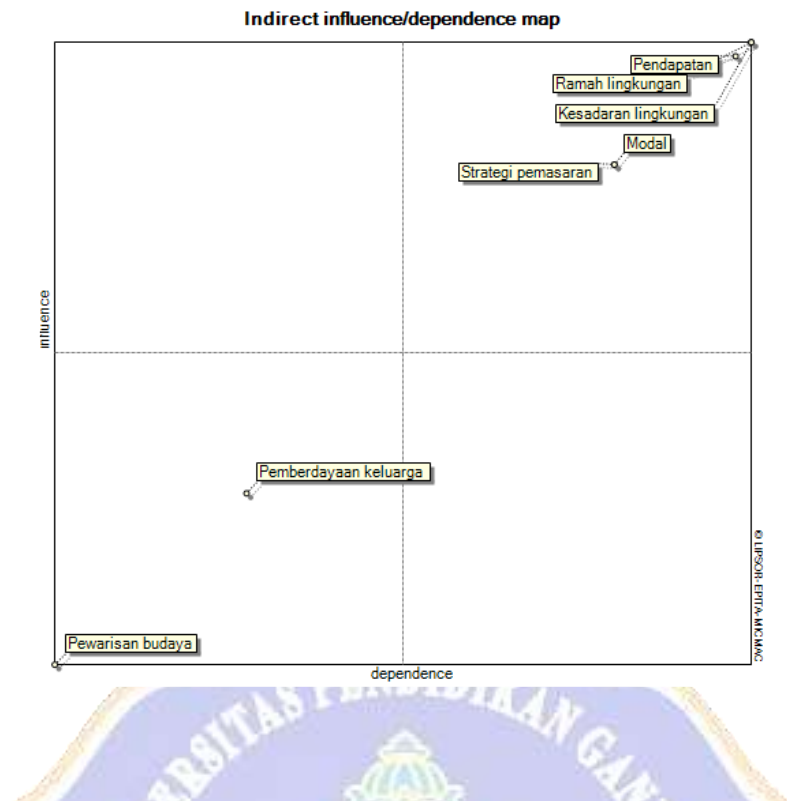 Indirect influence/dependence map
Pendapatan
Ramah lingkungan
Kesadaran lingkungan
Modal
Strategi pemasaran
influence
Pemberdayaan keluarga
Pewarisan budaya
© LIPSOR-EPITA-MICMAC
dependence